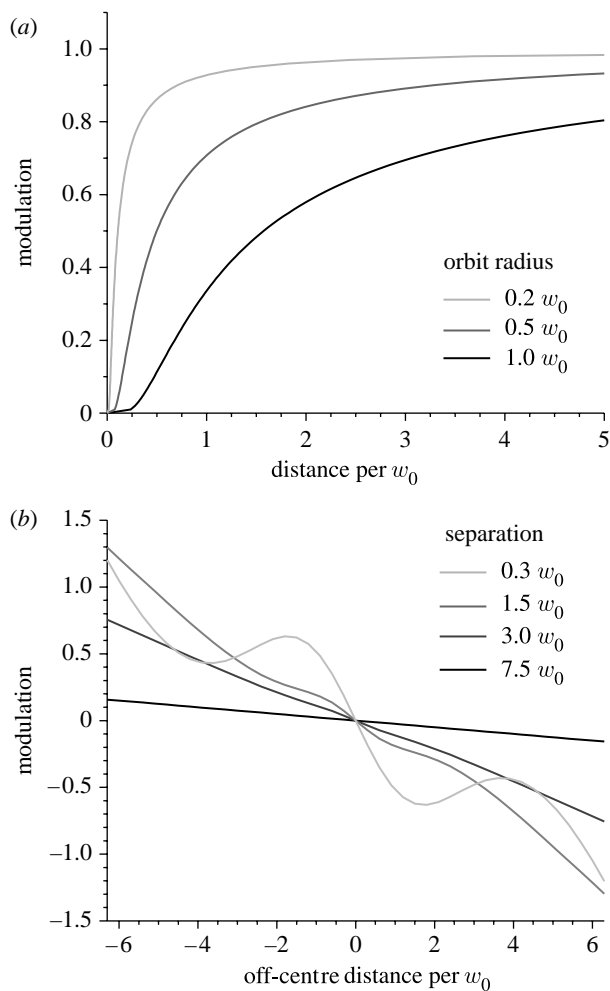 (a)
1.0
0.8
0.6
0.4
0.2
0
modulation
orbit radius
0.2 w₀
0.5 w₀
1.0 w₀
0 1 2 3 4 5
distance per w₀
(b)
1.5
1.0
0.5
0
−0.5
−1.0
−1.5
modulation
separation
0.3 w₀
1.5 w₀
3.0 w₀
7.5 w₀
−6 −4 −2 0 2 4 6
off-centre distance per w₀